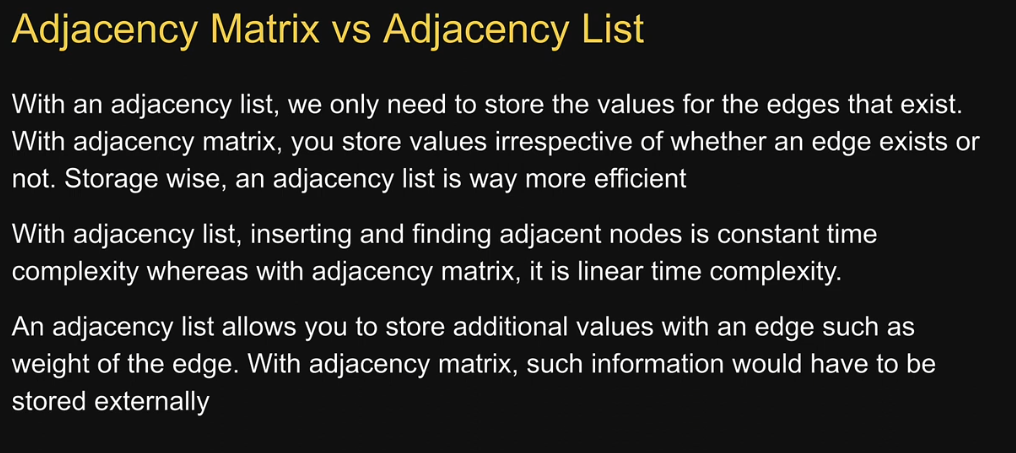 Adjacency Matrix vs Adjacency List
With an adjacency list, we only need to store the values for the edges that exist.
With adjacency matrix, you store values irrespective of whether an edge exists or
not. Storage wise, an adjacency list is way more efficient
With adjacency list, inserting and finding adjacent nodes is constant time
complexity whereas with adjacency matrix, it is linear time complexity.
An adjacency list allows you to store additional values with an edge such as
weight of the edge. With adjacency matrix, such information would have to be
stored externally